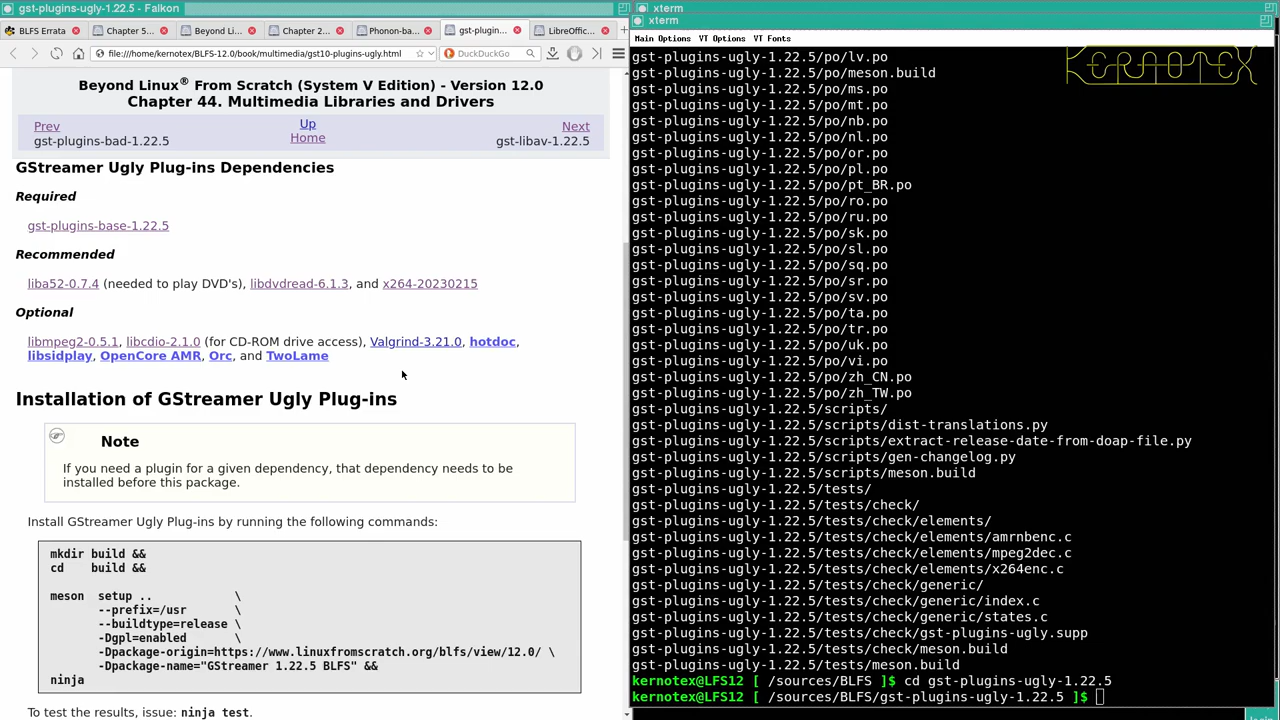 gst-plugins-ugly-1.22.5 - Falkon
BLFS Errata
Chapter 5...
Beyond Li...
Chapter 2...
Phonon-ba...
gst-plugin...
LibreOffic...
file:///home/kernotex/BLFS-12.0/book/multimedia/gst10-plugins-ugly.html
DuckDuckGo
Beyond Linux® From Scratch (System V Edition) - Version 12.0
Chapter 44. Multimedia Libraries and Drivers
Prev
Up
Next
gst-plugins-bad-1.22.5
Home
gst-libav-1.22.5
GStreamer Ugly Plug-ins Dependencies
Required
gst-plugins-base-1.22.5
Recommended
liba52-0.7.4 (needed to play DVD's), libdvdread-6.1.3, and x264-20230215
Optional
libmpeg2-0.5.1, libcdio-2.1.0 (for CD-ROM drive access), Valgrind-3.21.0, hotdoc,
libsidplay, OpenCore AMR, Orc, and TwoLame
Installation of GStreamer Ugly Plug-ins
Note
If you need a plugin for a given dependency, that dependency needs to be
installed before this package.
Install GStreamer Ugly Plug-ins by running the following commands:
mkdir build &&
cd    build &&
meson  setup ..            \
       --prefix=/usr       \
       --buildtype=release \
       -Dgpl=enabled       \
       -Dpackage-origin=https://www.linuxfromscratch.org/blfs/view/12.0/ \
       -Dpackage-name="GStreamer 1.22.5 BLFS" &&
ninja
To test the results, issue: ninja test.
xterm
xterm
Main Options  VT Options  VT Fonts
KERNOTEX
gst-plugins-ugly-1.22.5/po/lv.po
gst-plugins-ugly-1.22.5/po/meson.build
gst-plugins-ugly-1.22.5/po/ms.po
gst-plugins-ugly-1.22.5/po/mt.po
gst-plugins-ugly-1.22.5/po/nb.po
gst-plugins-ugly-1.22.5/po/nl.po
gst-plugins-ugly-1.22.5/po/or.po
gst-plugins-ugly-1.22.5/po/pl.po
gst-plugins-ugly-1.22.5/po/pt_BR.po
gst-plugins-ugly-1.22.5/po/ro.po
gst-plugins-ugly-1.22.5/po/ru.po
gst-plugins-ugly-1.22.5/po/sk.po
gst-plugins-ugly-1.22.5/po/sl.po
gst-plugins-ugly-1.22.5/po/sq.po
gst-plugins-ugly-1.22.5/po/sr.po
gst-plugins-ugly-1.22.5/po/sv.po
gst-plugins-ugly-1.22.5/po/ta.po
gst-plugins-ugly-1.22.5/po/tr.po
gst-plugins-ugly-1.22.5/po/uk.po
gst-plugins-ugly-1.22.5/po/vi.po
gst-plugins-ugly-1.22.5/po/zh_CN.po
gst-plugins-ugly-1.22.5/po/zh_TW.po
gst-plugins-ugly-1.22.5/scripts/
gst-plugins-ugly-1.22.5/scripts/dist-translations.py
gst-plugins-ugly-1.22.5/scripts/extract-release-date-from-doap-file.py
gst-plugins-ugly-1.22.5/scripts/gen-changelog.py
gst-plugins-ugly-1.22.5/scripts/meson.build
gst-plugins-ugly-1.22.5/tests/
gst-plugins-ugly-1.22.5/tests/check/
gst-plugins-ugly-1.22.5/tests/check/elements/
gst-plugins-ugly-1.22.5/tests/check/elements/amrnbenc.c
gst-plugins-ugly-1.22.5/tests/check/elements/mpeg2dec.c
gst-plugins-ugly-1.22.5/tests/check/elements/x264enc.c
gst-plugins-ugly-1.22.5/tests/check/generic/
gst-plugins-ugly-1.22.5/tests/check/generic/index.c
gst-plugins-ugly-1.22.5/tests/check/generic/states.c
gst-plugins-ugly-1.22.5/tests/check/gst-plugins-ugly.supp
gst-plugins-ugly-1.22.5/tests/check/meson.build
gst-plugins-ugly-1.22.5/tests/meson.build
kernotex@LFS12 [ /sources/BLFS ]$ cd gst-plugins-ugly-1.22.5
kernotex@LFS12 [ /sources/BLFS/gst-plugins-ugly-1.22.5 ]$